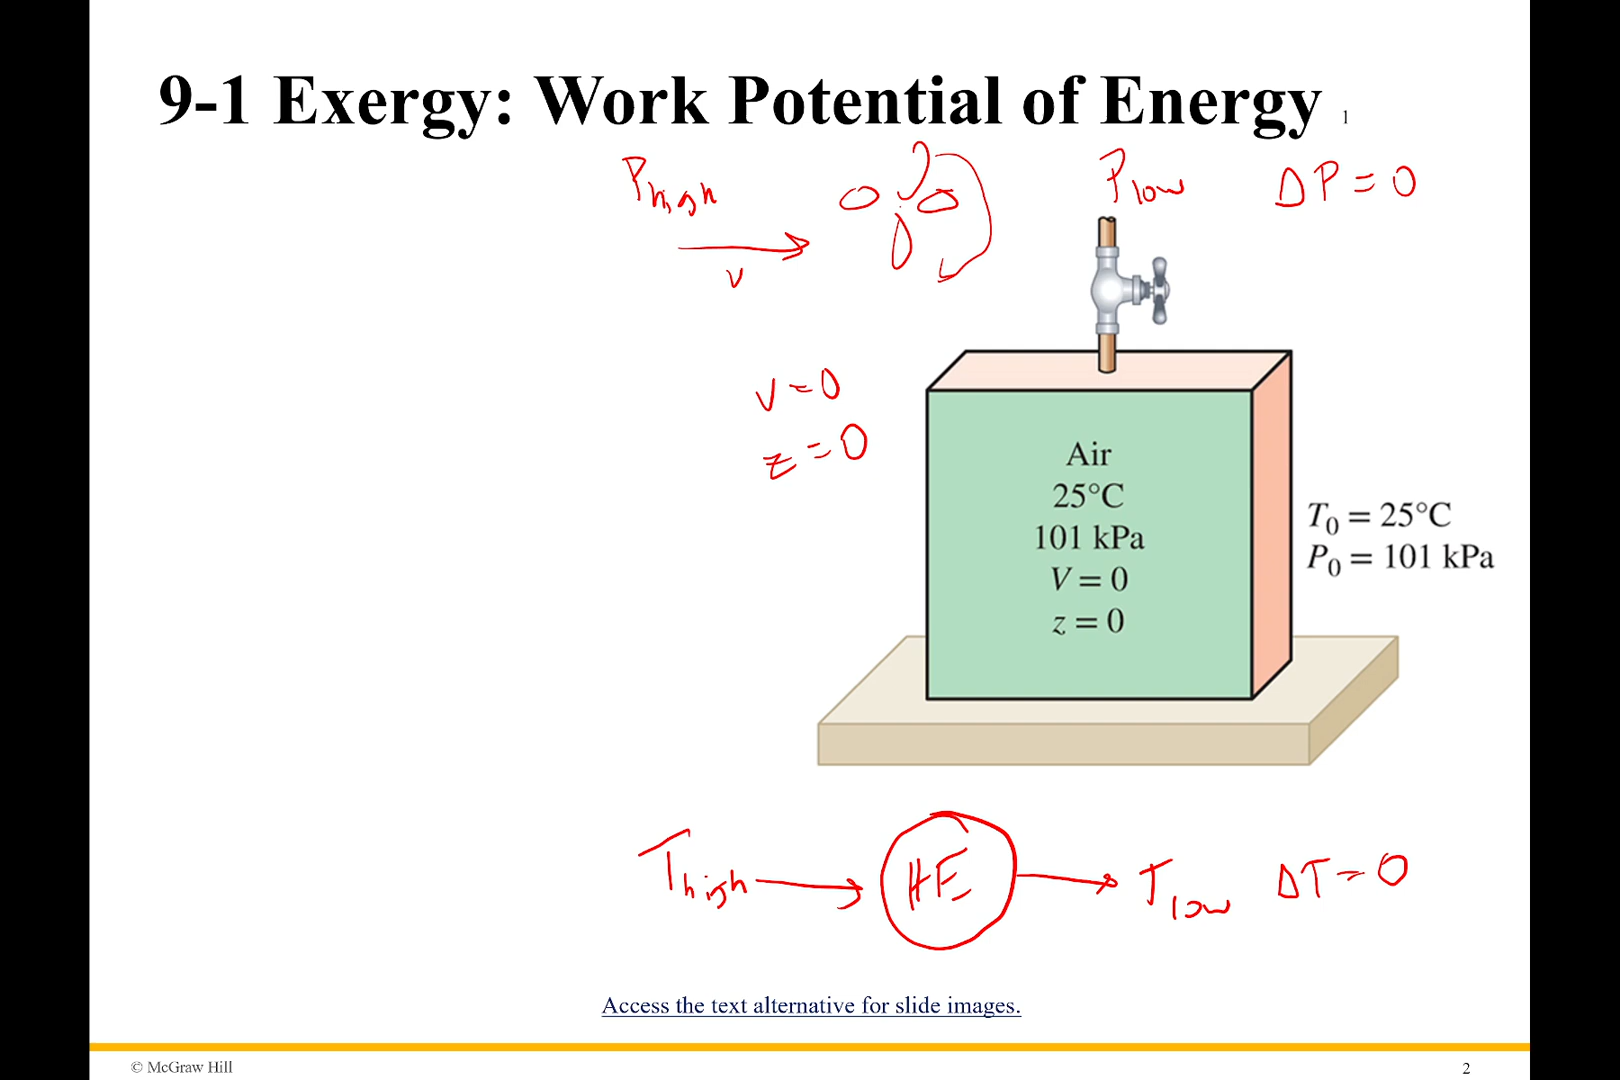 9-1 Exergy: Work Potential of Energy 1
Phigh
Plow
ΔP = 0
v
v = 0
z = 0
Air
25°C
101 kPa
V = 0
z = 0
T0 = 25°C
P0 = 101 kPa
Thigh
HE
Tlow
ΔT = 0
Access the text alternative for slide images.
© McGraw Hill
2